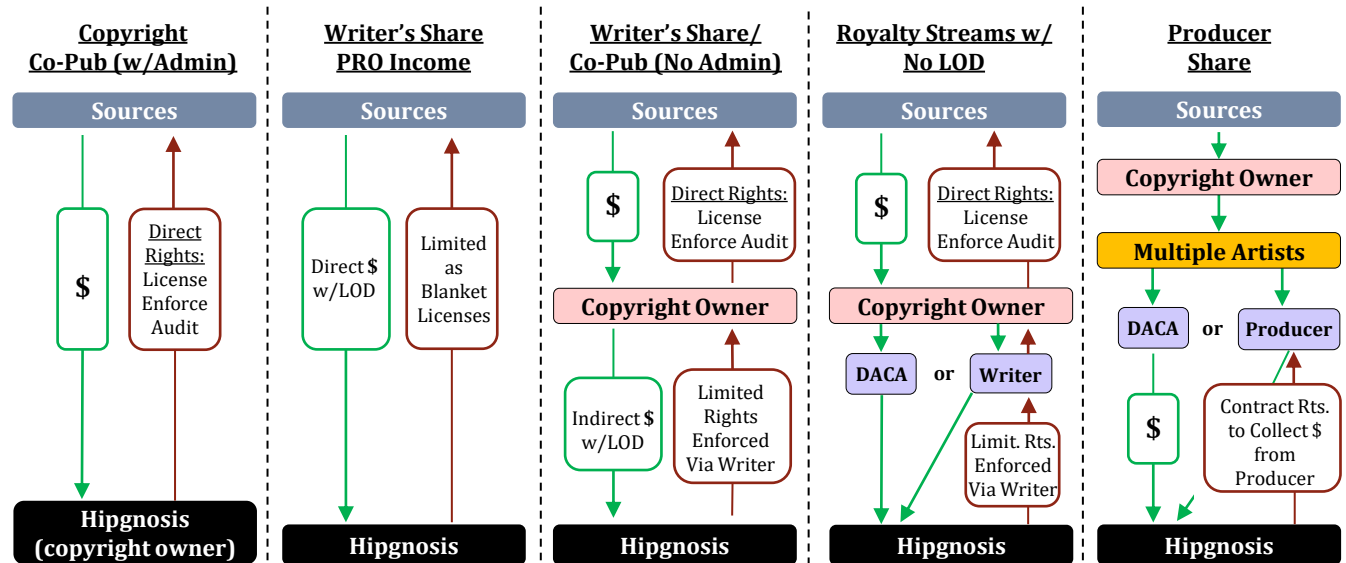 Copyright
Co-Pub (w/Admin)
Sources
$
Direct
Rights:
License
Enforce
Audit
Hipgnosis
(copyright owner)
Writer's Share
PRO Income
Sources
Direct $
w/LOD
Limited
as
Blanket
Licenses
Hipgnosis
Writer's Share/
Co-Pub (No Admin)
Sources
$
Direct Rights:
License
Enforce Audit
Copyright Owner
Indirect $
w/LOD
Limited
Rights
Enforced
Via Writer
Hipgnosis
Royalty Streams w/
No LOD
Sources
$
Direct Rights:
License
Enforce Audit
Copyright Owner
DACA or Writer
Limit. Rts.
Enforced
Via Writer
Hipgnosis
Producer
Share
Sources
Copyright Owner
Multiple Artists
DACA or Producer
$
Contract Rts.
to Collect $
from
Producer
Hipgnosis